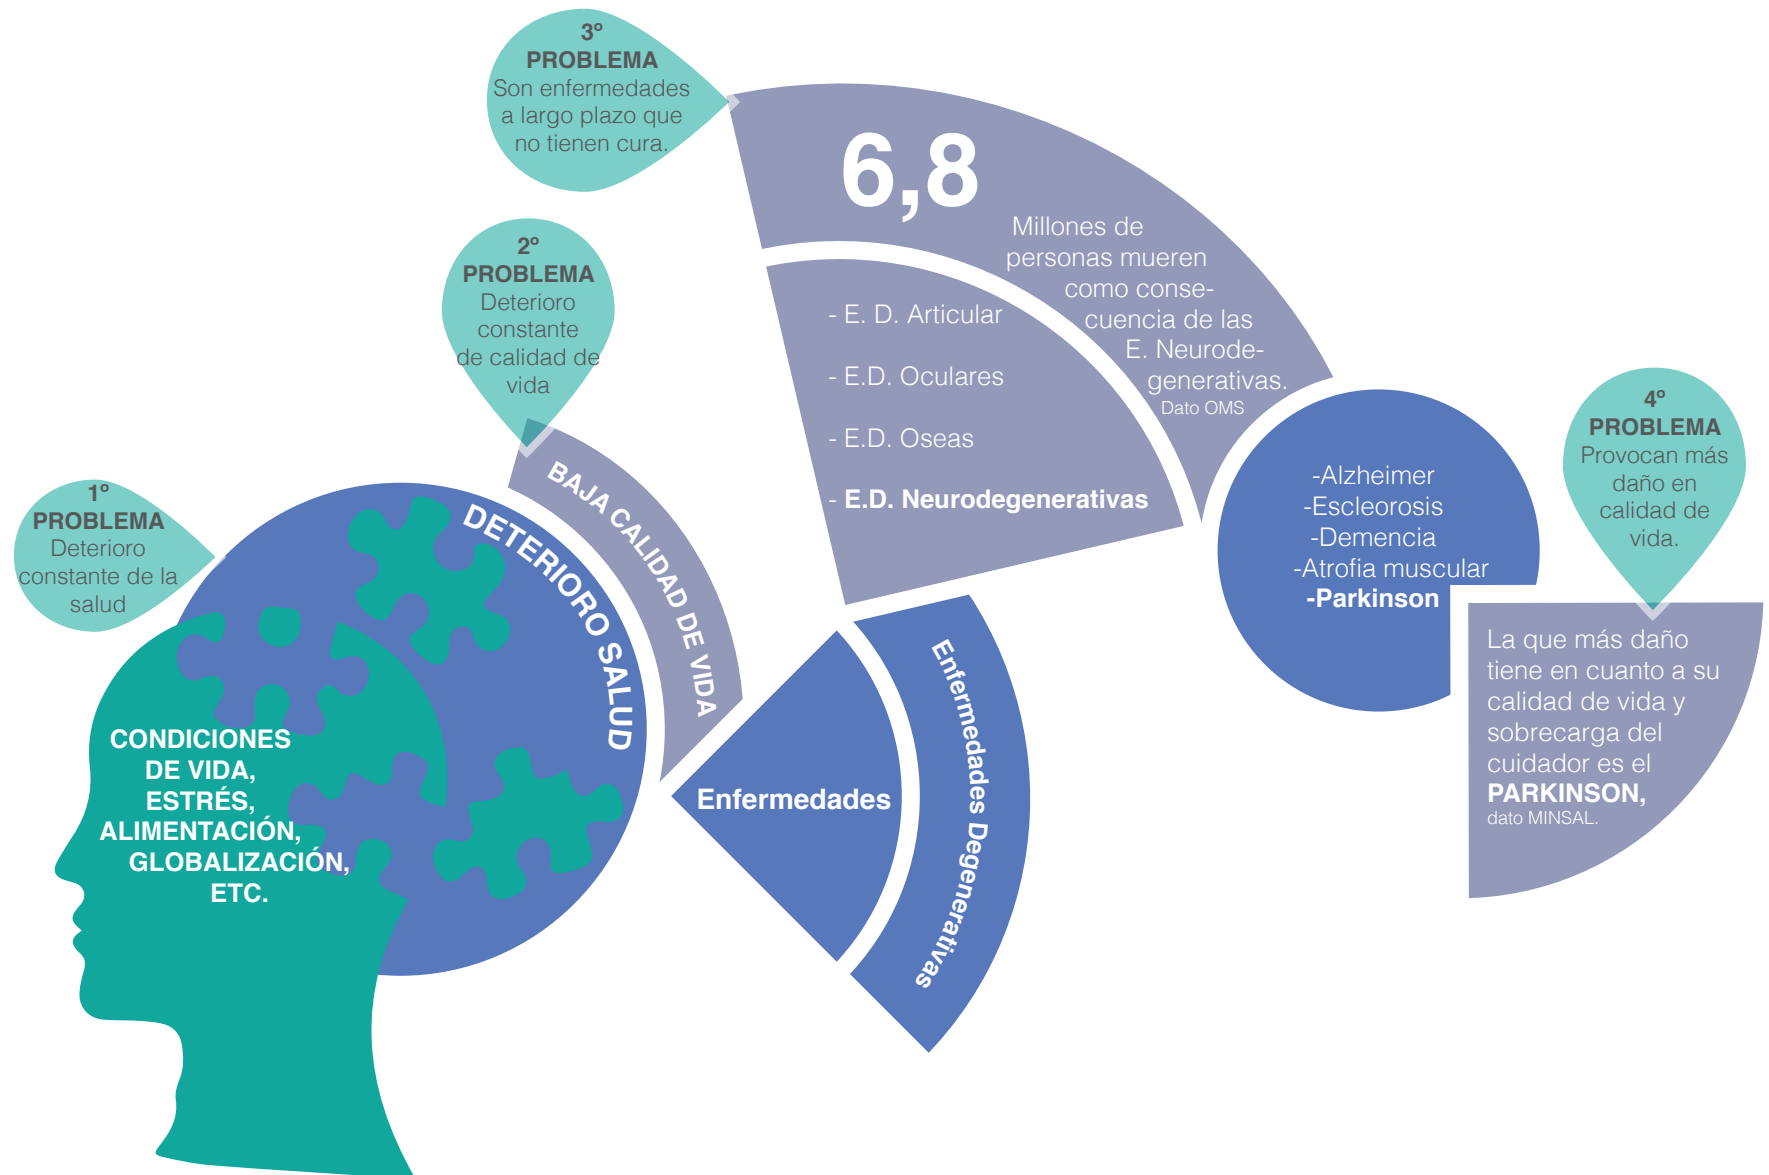 1º
PROBLEMA
Deterioro
constante de la
salud
CONDICIONES
DE VIDA,
ESTRÉS,
ALIMENTACIÓN,
GLOBALIZACIÓN,
ETC.
DETERIORO SALUD
2º
PROBLEMA
Deterioro
constante
de calidad de
vida
BAJA CALIDAD DE VIDA
Enfermedades
Enfermedades Degenerativas
3º
PROBLEMA
Son enfermedades
a largo plazo que
no tienen cura.
6,8
Millones de
personas mueren
como conse-
cuencia de las
E. Neurode-
generativas.
Dato OMS
- E. D. Articular
- E.D. Oculares
- E.D. Oseas
- E.D. Neurodegenerativas
-Alzheimer
-Escleorosis
-Demencia
-Atrofia muscular
-Parkinson
4º
PROBLEMA
Provocan más
daño en
calidad de
vida.
La que más daño
tiene en cuanto a su
calidad de vida y
sobrecarga del
cuidador es el
PARKINSON,
dato MINSAL.